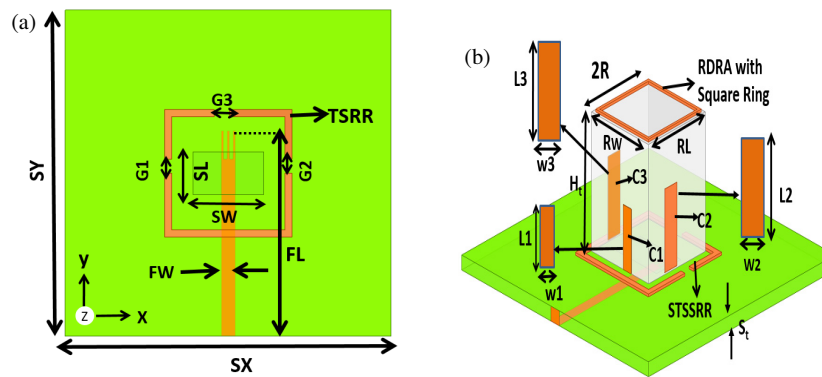 (a)
SY
G3
TSRR
G1
SL
G2
SW
FL
FW
y
Z
X
SX
(b)
L3
w3
2R
RDRA with
Square Ring
Rw
RL
Ht
C3
L2
C2
w2
L1
w1
C1
STSSRR
St